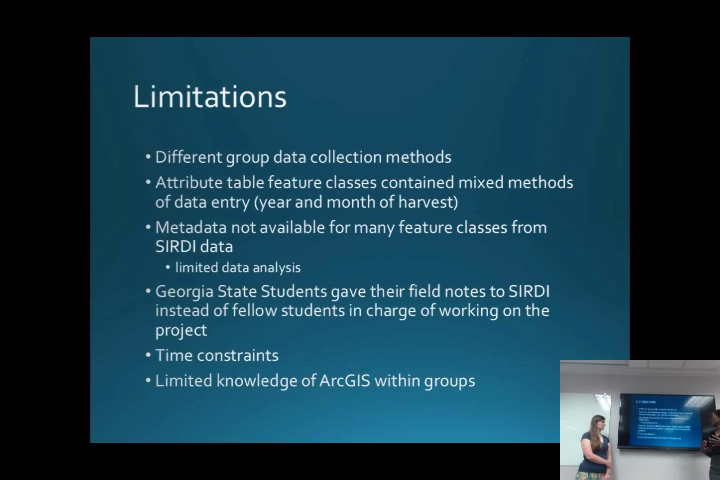 Limitations
• Different group data collection methods
• Attribute table feature classes contained mixed methods
of data entry (year and month of harvest)
• Metadata not available for many feature classes from
SIRDI data
• limited data analysis
• Georgia State Students gave their field notes to SIRDI
instead of fellow students in charge of working on the
project
• Time constraints
• Limited knowledge of ArcGIS within groups
Limitations